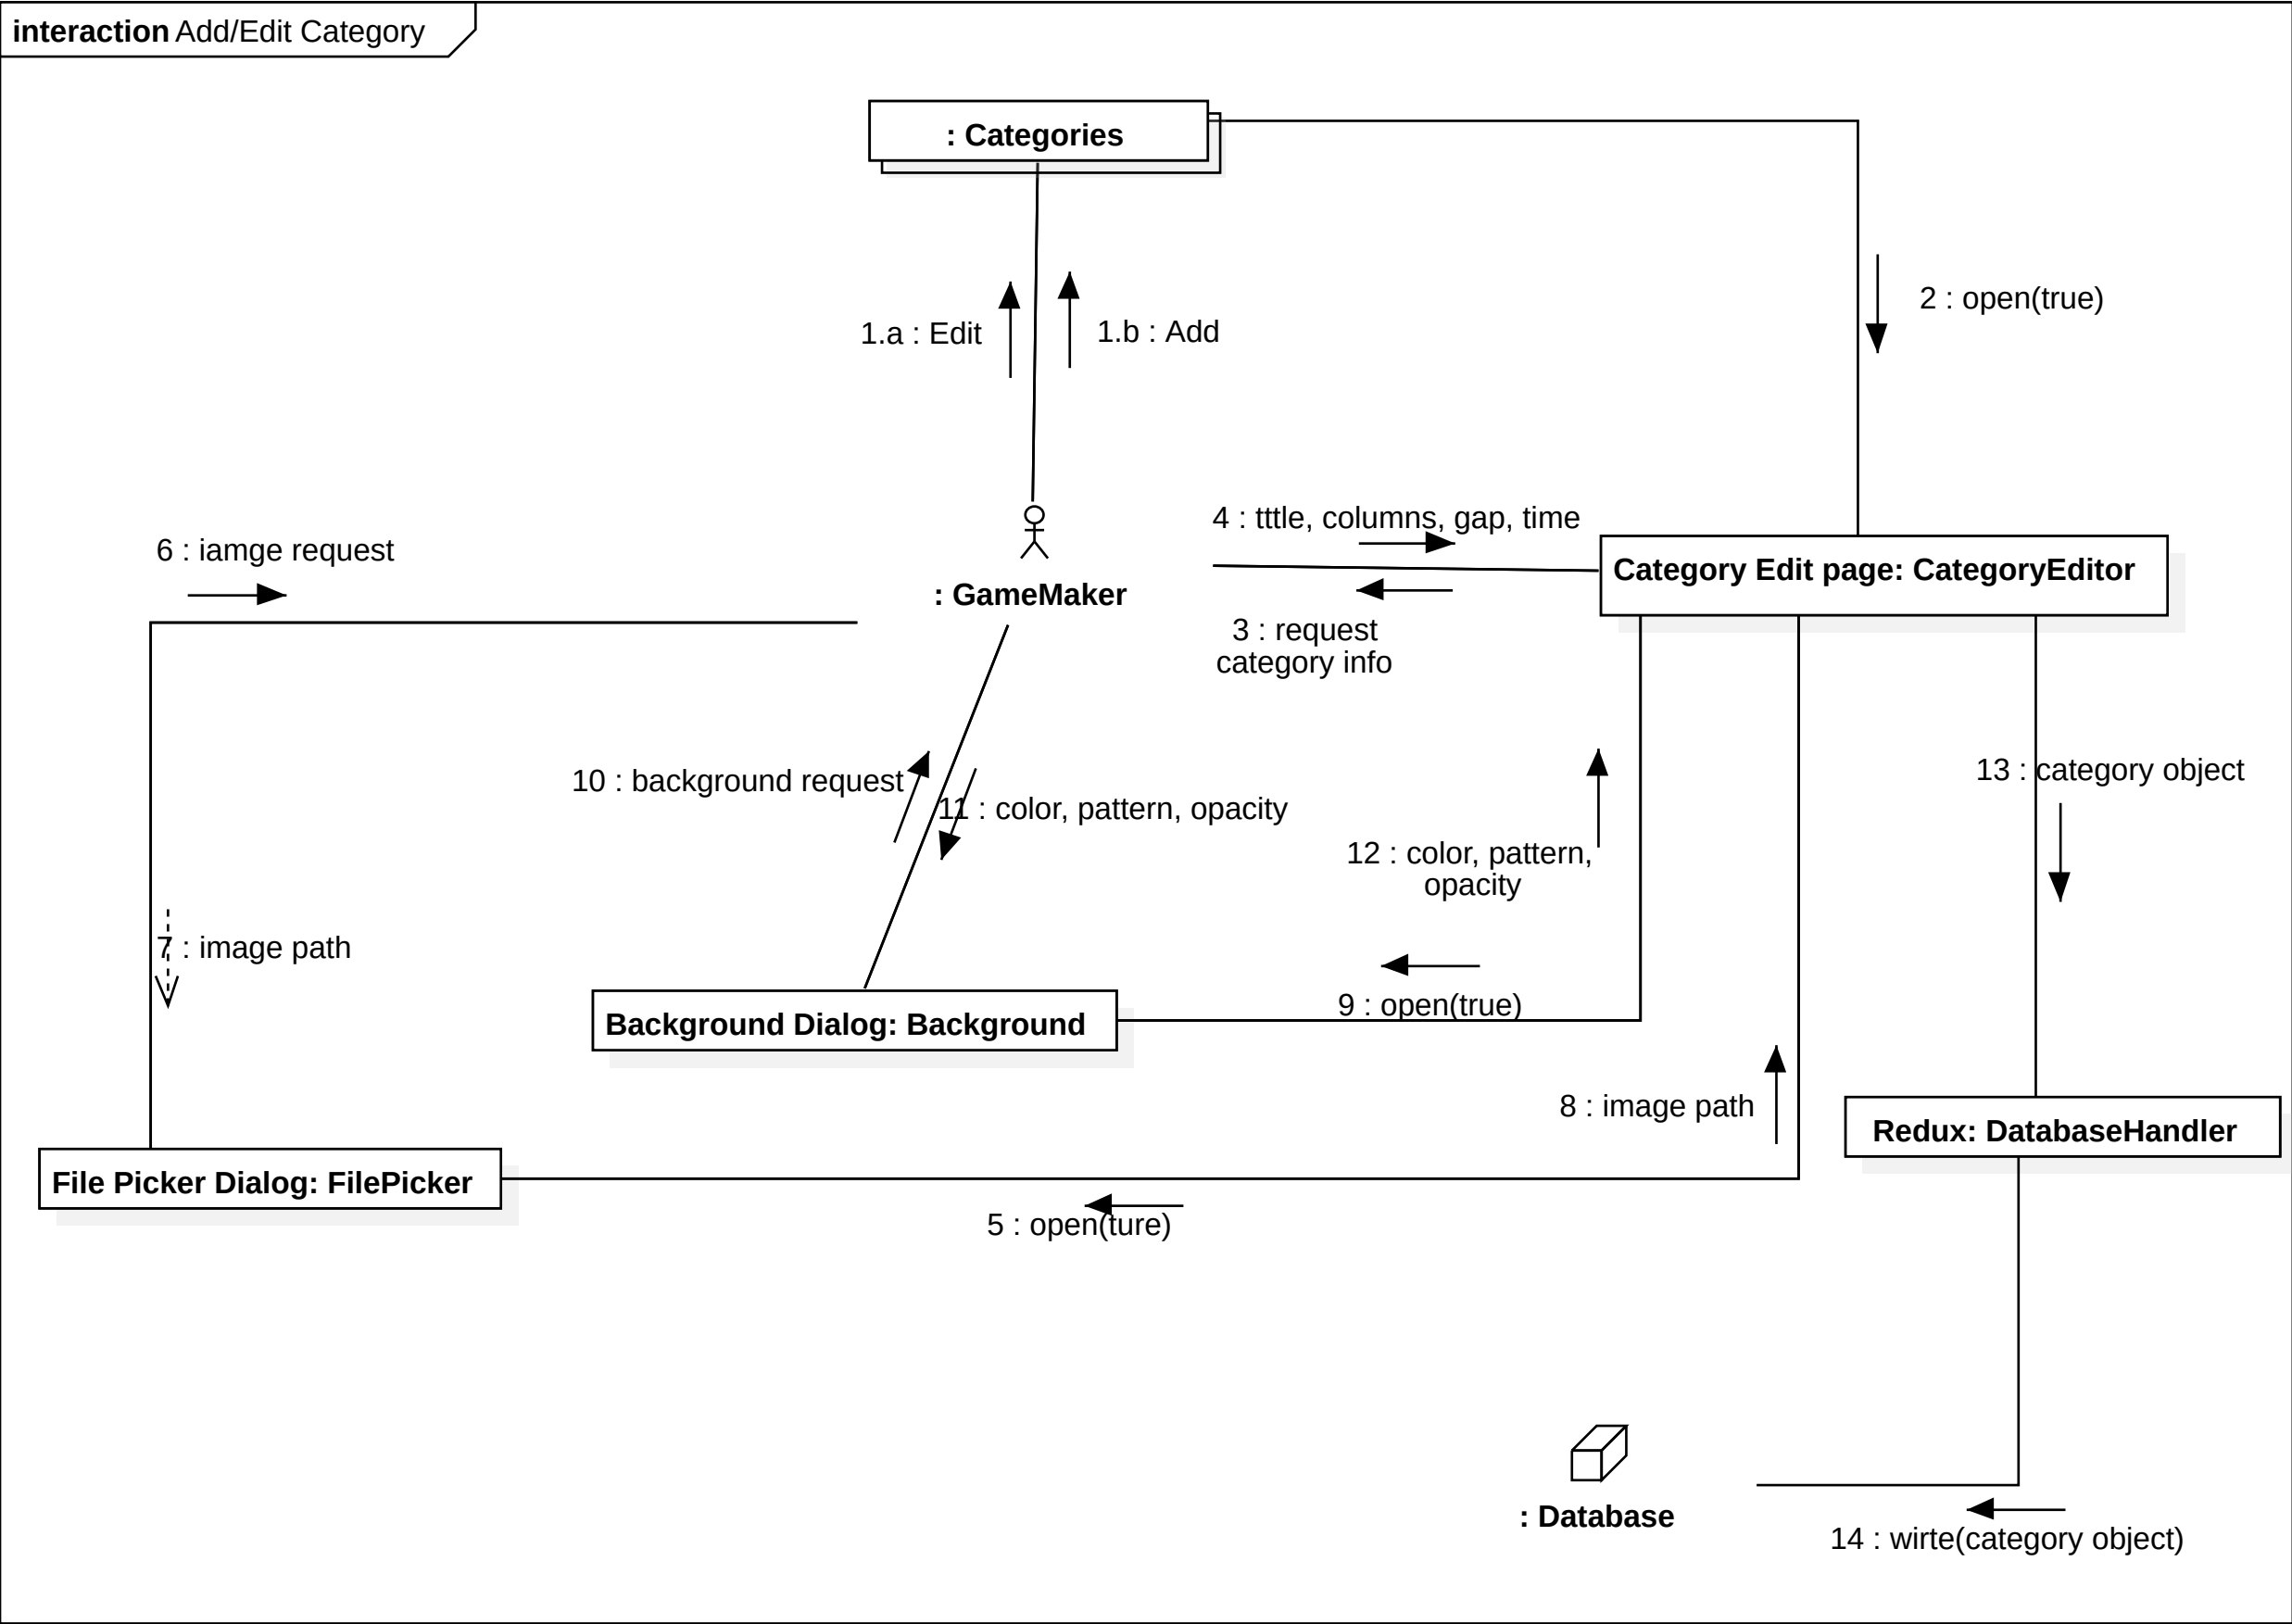 interaction Add/Edit Category
: Categories
1.a : Edit
1.b : Add
2 : open(true)
4 : tttle, columns, gap, time
6 : iamge request
Category Edit page: CategoryEditor
: GameMaker
3 : request
category info
10 : background request
13 : category object
11 : color, pattern, opacity
12 : color, pattern,
opacity
7 : image path
9 : open(true)
Background Dialog: Background
8 : image path
Redux: DatabaseHandler
File Picker Dialog: FilePicker
5 : open(ture)
: Database
14 : wirte(category object)